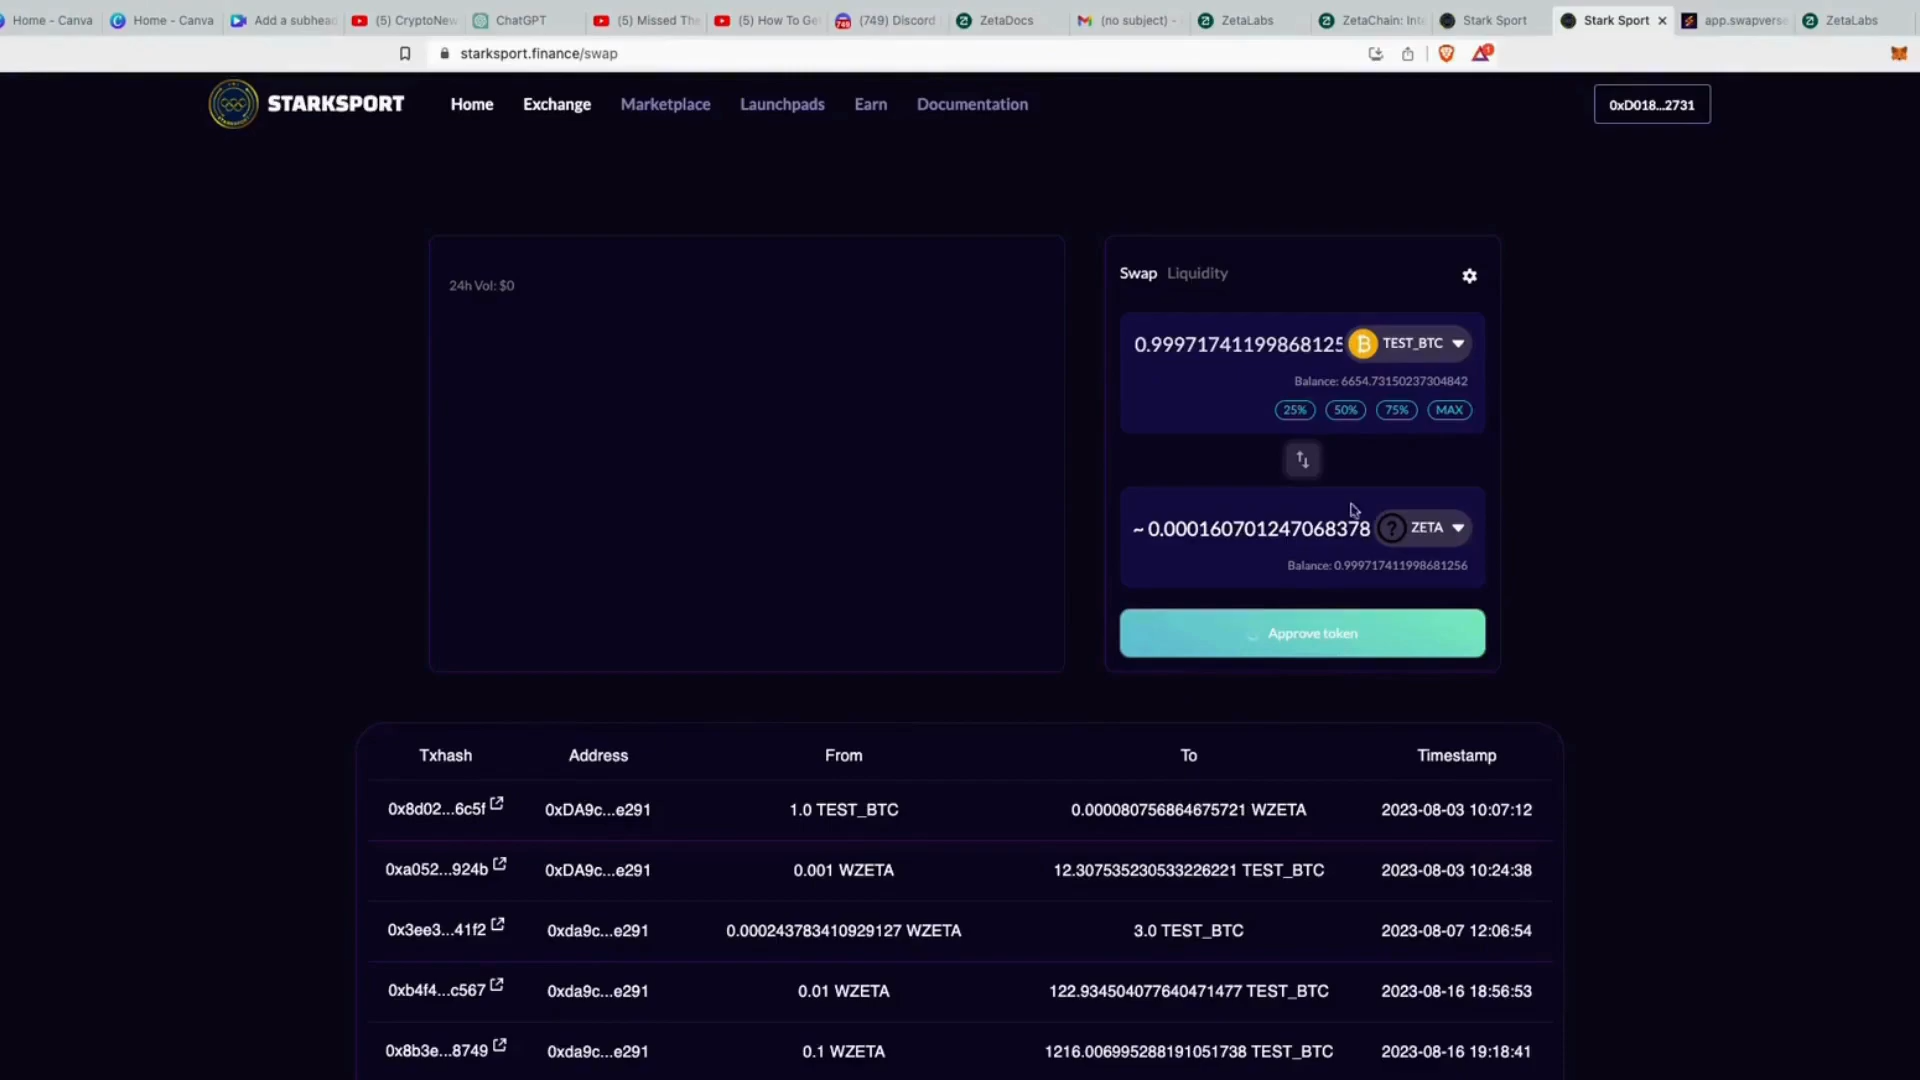 Home - Canva
Home - Canva
Add a subhead
(5) CryptoNew
ChatGPT
(5) Missed The
(5) How To Ge
(749) Discord
ZetaDocs
(no subject) -
ZetaLabs
ZetaChain: Inte
Stark Sport
Stark Sport
app.swapverse
ZetaLabs
starksport.finance/swap
STARKSPORT
Home
Exchange
Marketplace
Launchpads
Earn
Documentation
0xD018...2731
24h Vol: $0
Swap Liquidity
0.99971741199868125 TEST_BTC
Balance: 6654.73150237304842
25% 50% 75% MAX
~ 0.000160701247068378 ? ZETA
Balance: 0.999717411998681256
Approve token
Txhash Address From To Timestamp
0x8d02...6c5f 0xDA9c...e291 1.0 TEST_BTC 0.000080756864675721 WZETA 2023-08-03 10:07:12
0xa052...924b 0xDA9c...e291 0.001 WZETA 12.307535230533226221 TEST_BTC 2023-08-03 10:24:38
0x3ee3...41f2 0xda9c...e291 0.000243783410929127 WZETA 3.0 TEST_BTC 2023-08-07 12:06:54
0xb4f4...c567 0xda9c...e291 0.01 WZETA 122.934504077640471477 TEST_BTC 2023-08-16 18:56:53
0x8b3e...8749 0xda9c...e291 0.1 WZETA 1216.006995288191051738 TEST_BTC 2023-08-16 19:18:41